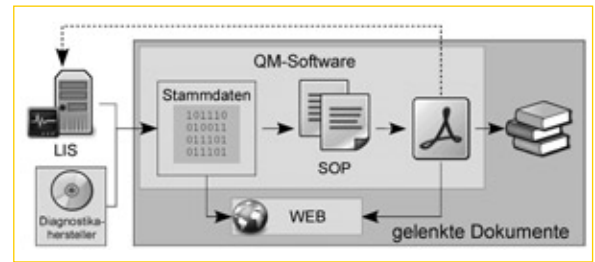 QM-Software
Stammdaten
101110
010011
011101
011101
LIS
SOP
Diagnostika-
hersteller
WEB
gelenkte Dokumente